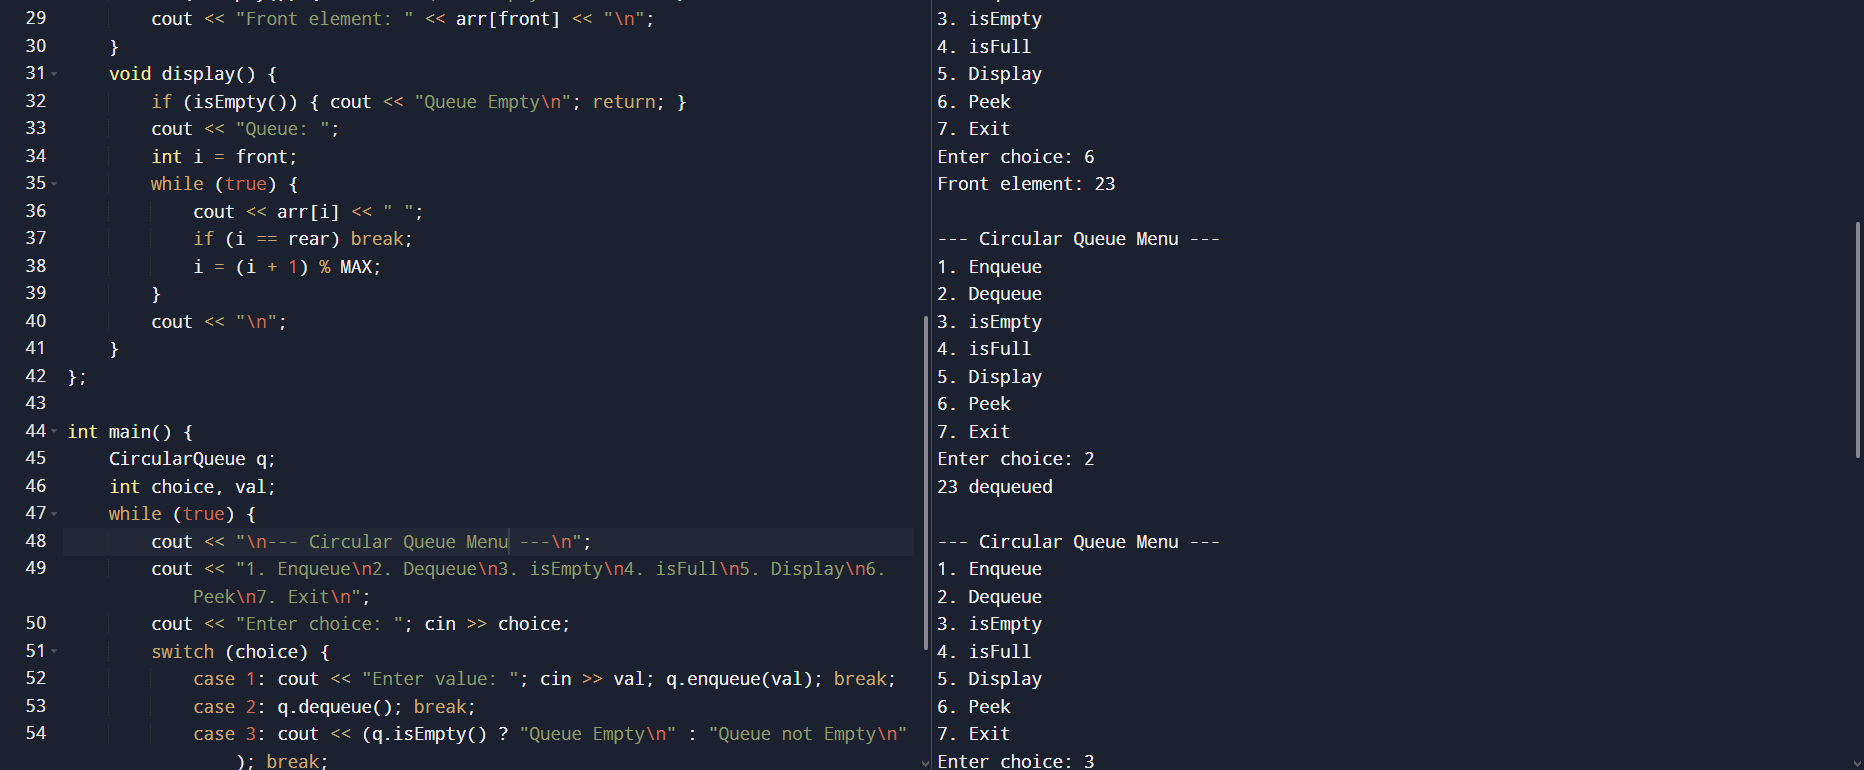 29 cout << "Front element: " << arr[front] << "\n";
30 }
31 void display() {
32 if (isEmpty()) { cout << "Queue Empty\n"; return; }
33 cout << "Queue: ";
34 int i = front;
35 while (true) {
36 cout << arr[i] << " ";
37 if (i == rear) break;
38 i = (i + 1) % MAX;
39 }
40 cout << "\n";
41 }
42 };
43
44 int main() {
45 CircularQueue q;
46 int choice, val;
47 while (true) {
48 cout << "\n--- Circular Queue Menu ---\n";
49 cout << "1. Enqueue\n2. Dequeue\n3. isEmpty\n4. isFull\n5. Display\n6.
Peek\n7. Exit\n";
50 cout << "Enter choice: "; cin >> choice;
51 switch (choice) {
52 case 1: cout << "Enter value: "; cin >> val; q.enqueue(val); break;
53 case 2: q.dequeue(); break;
54 case 3: cout << (q.isEmpty() ? "Queue Empty\n" : "Queue not Empty\n"
); break;
3. isEmpty
4. isFull
5. Display
6. Peek
7. Exit
Enter choice: 6
Front element: 23
--- Circular Queue Menu ---
1. Enqueue
2. Dequeue
3. isEmpty
4. isFull
5. Display
6. Peek
7. Exit
Enter choice: 2
23 dequeued
--- Circular Queue Menu ---
1. Enqueue
2. Dequeue
3. isEmpty
4. isFull
5. Display
6. Peek
7. Exit
Enter choice: 3